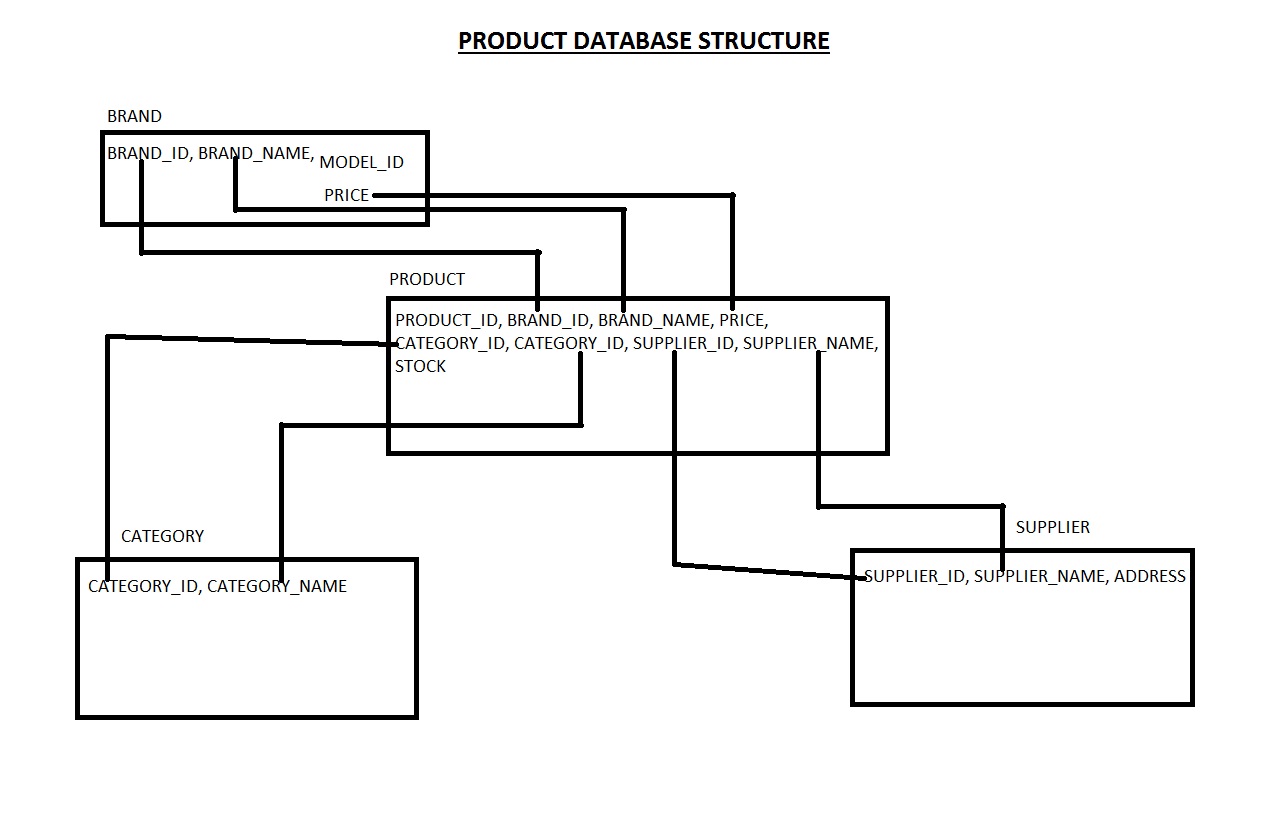 PRODUCT DATABASE STRUCTURE
BRAND
BRAND_ID, BRAND_NAME, MODEL_ID
PRICE
PRODUCT
PRODUCT_ID, BRAND_ID, BRAND_NAME, PRICE,
CATEGORY_ID, CATEGORY_ID, SUPPLIER_ID, SUPPLIER_NAME,
STOCK
CATEGORY
CATEGORY_ID, CATEGORY_NAME
SUPPLIER
SUPPLIER_ID, SUPPLIER_NAME, ADDRESS